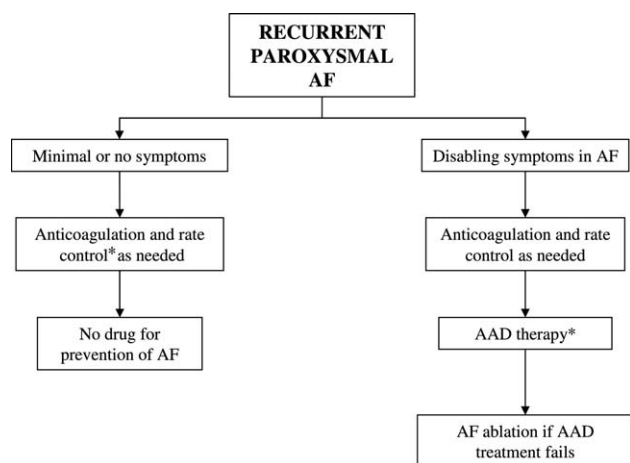 RECURRENT
PAROXYSMAL
AF
Minimal or no symptoms
Disabling symptoms in AF
Anticoagulation and rate
control* as needed
Anticoagulation and rate
control as needed
No drug for
prevention of AF
AAD therapy*
AF ablation if AAD
treatment fails